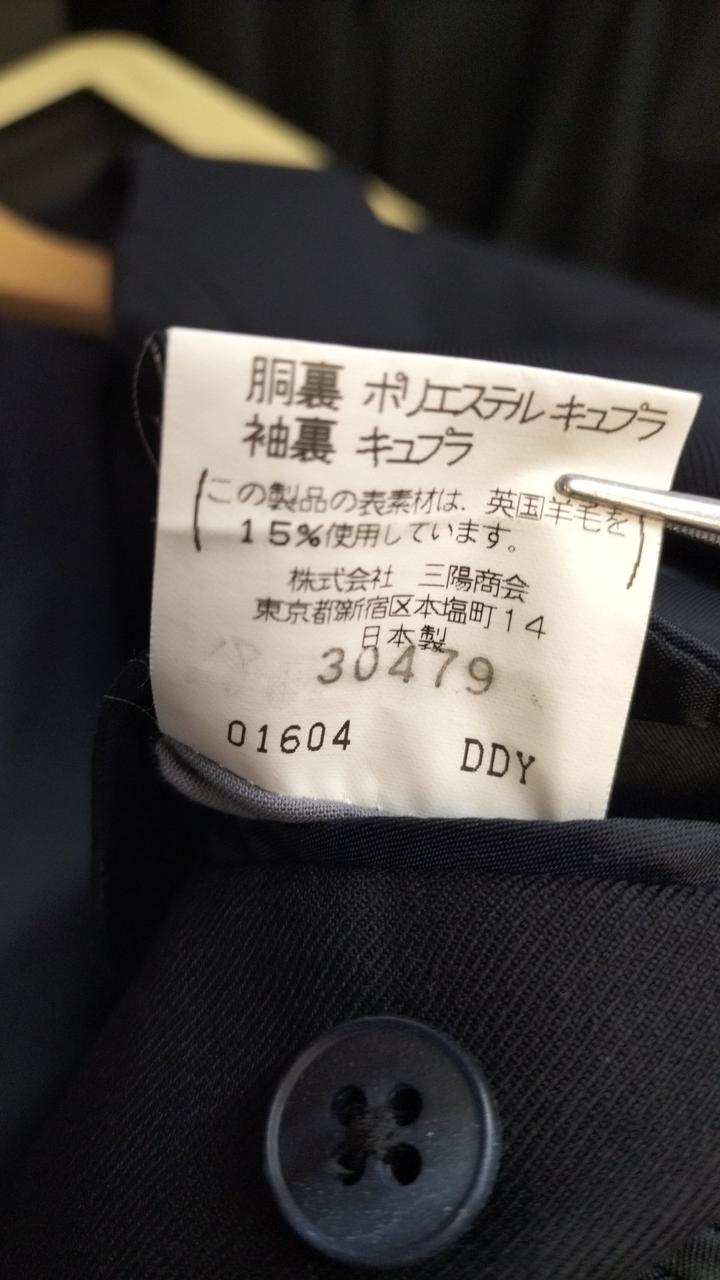 胴裏 ポリエステル キュプラ
袖裏 キュプラ
(この製品の表素材は、英国羊毛を
15%使用しています。)
株式会社 三陽商会
東京都新宿区本塩町14
日本製
30479
01604 DDY